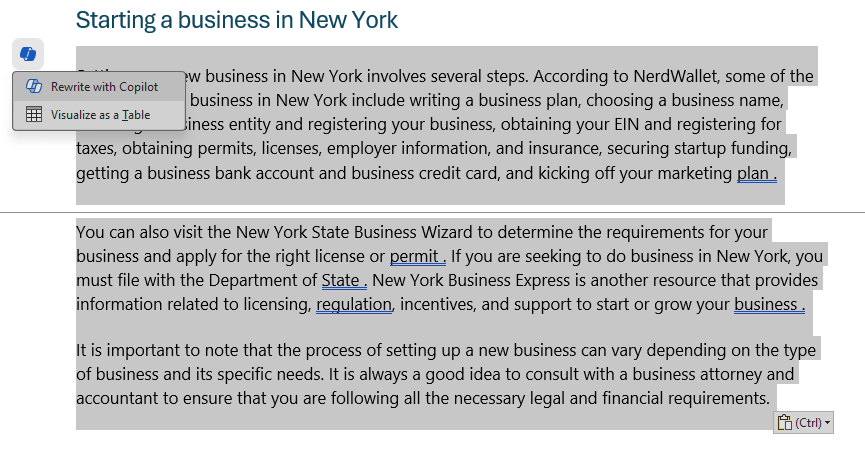 Starting a business in New York
new business in New York involves several steps. According to NerdWallet, some of the
Rewrite with Copilot
business in New York include writing a business plan, choosing a business name,
Visualize as a Table
business entity and registering your business, obtaining your EIN and registering for
taxes, obtaining permits, licenses, employer information, and insurance, securing startup funding,
getting a business bank account and business credit card, and kicking off your marketing plan .
You can also visit the New York State Business Wizard to determine the requirements for your
business and apply for the right license or permit . If you are seeking to do business in New York, you
must file with the Department of State . New York Business Express is another resource that provides
information related to licensing, regulation, incentives, and support to start or grow your business .
It is important to note that the process of setting up a new business can vary depending on the type
of business and its specific needs. It is always a good idea to consult with a business attorney and
accountant to ensure that you are following all the necessary legal and financial requirements.
(Ctrl)